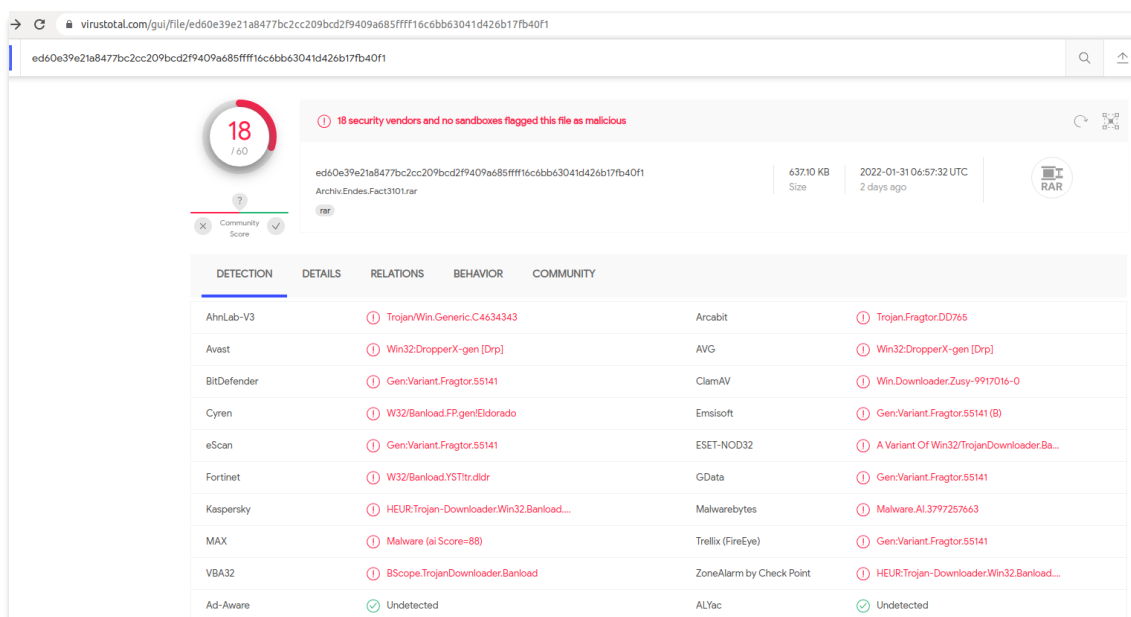 virustotal.com/gui/file/ed60e39e21a8477bc2cc209bcd2f9409a685ffff16c6bb63041d426b17fb40f1
ed60e39e21a8477bc2cc209bcd2f9409a685ffff16c6bb63041d426b17fb40f1
18
/ 60
18 security vendors and no sandboxes flagged this file as malicious
ed60e39e21a8477bc2cc209bcd2f9409a685ffff16c6bb63041d426b17fb40f1
Archiv.Endes.Fact3101.rar
rar
637.10 KB
Size
2022-01-31 06:57:32 UTC
2 days ago
RAR
?
Community
Score
DETECTION DETAILS RELATIONS BEHAVIOR COMMUNITY
AhnLab-V3 Trojan/Win.Generic.C4634343 Arcabit Trojan.Fragtor.DD765
Avast Win32:DropperX-gen [Drp] AVG Win32:DropperX-gen [Drp]
BitDefender Gen:Variant.Fragtor.55141 ClamAV Win.Downloader.Zusy-9917016-0
Cyren W32/Banload.FP.gen!Eldorado Emsisoft Gen:Variant.Fragtor.55141 (B)
eScan Gen:Variant.Fragtor.55141 ESET-NOD32 A Variant Of Win32/TrojanDownloader.Ba...
Fortinet W32/Banload.YST!tr.dldr GData Gen:Variant.Fragtor.55141
Kaspersky HEUR:Trojan-Downloader.Win32.Banload.... Malwarebytes Malware.AI.3797257663
MAX Malware (ai Score=88) Trellix (FireEye) Gen:Variant.Fragtor.55141
VBA32 BScope.TrojanDownloader.Banload ZoneAlarm by Check Point HEUR:Trojan-Downloader.Win32.Banload....
Ad-Aware Undetected ALYac Undetected